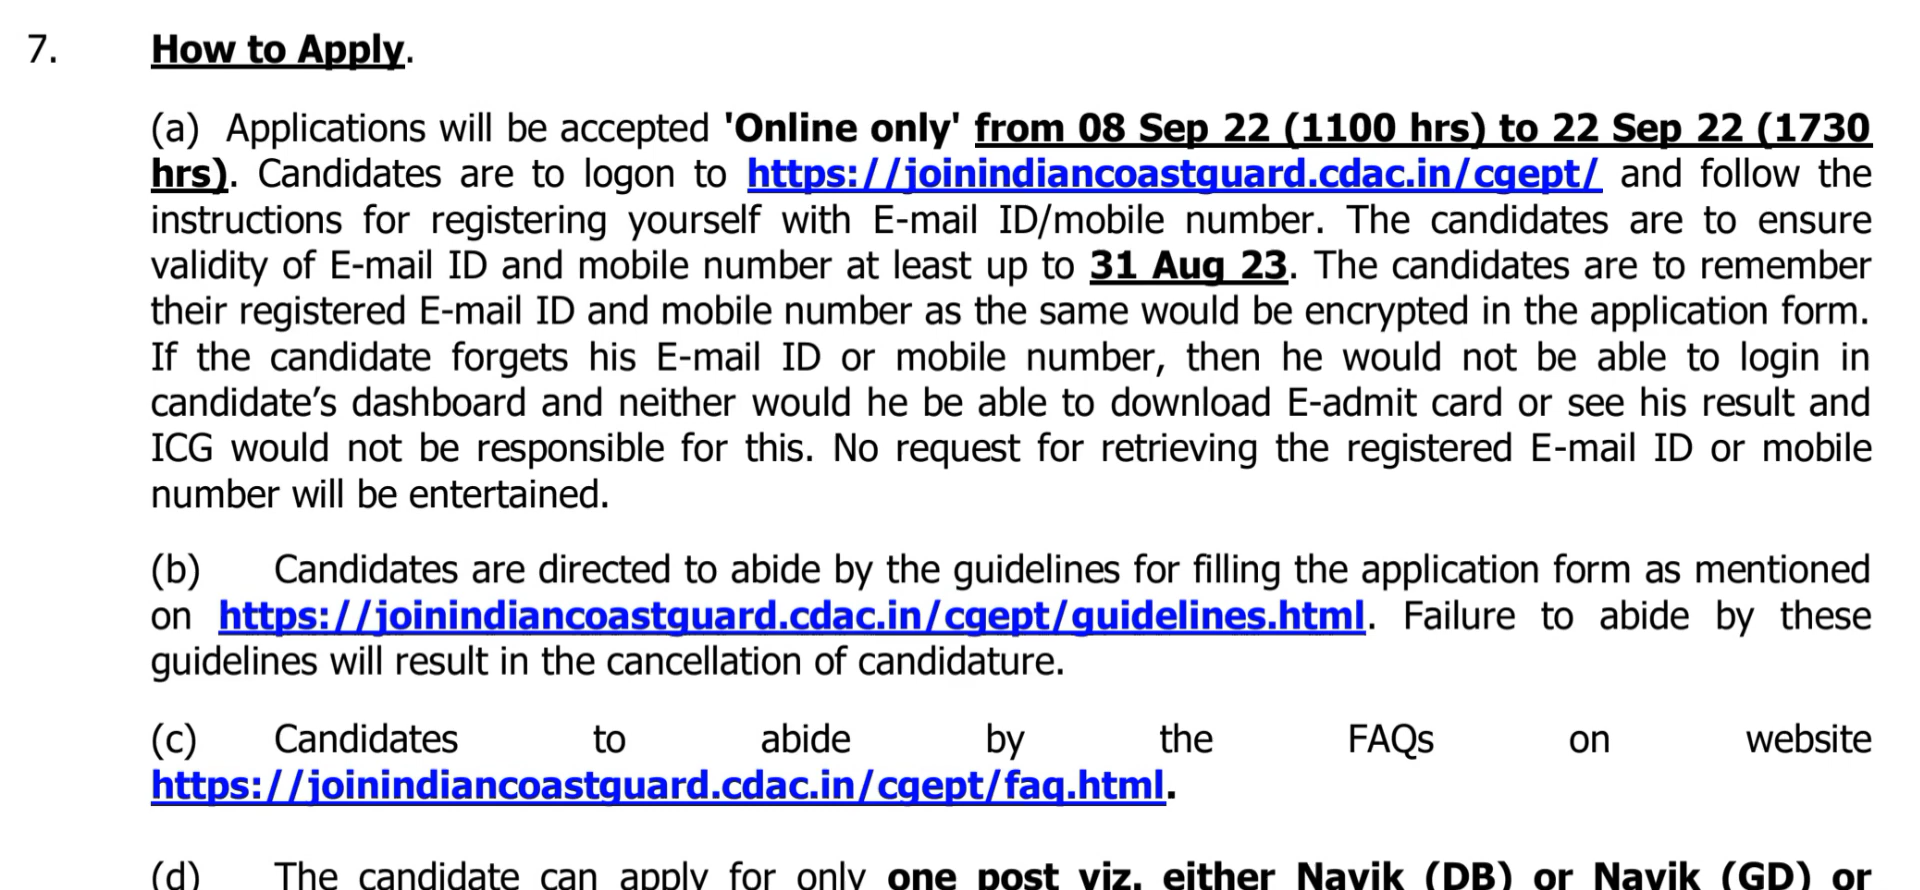 7. How to Apply.
(a) Applications will be accepted 'Online only' from 08 Sep 22 (1100 hrs) to 22 Sep 22 (1730
hrs). Candidates are to logon to https://joinindiancoastguard.cdac.in/cgept/ and follow the
instructions for registering yourself with E-mail ID/mobile number. The candidates are to ensure
validity of E-mail ID and mobile number at least up to 31 Aug 23. The candidates are to remember
their registered E-mail ID and mobile number as the same would be encrypted in the application form.
If the candidate forgets his E-mail ID or mobile number, then he would not be able to login in
candidate’s dashboard and neither would he be able to download E-admit card or see his result and
ICG would not be responsible for this. No request for retrieving the registered E-mail ID or mobile
number will be entertained.
(b) Candidates are directed to abide by the guidelines for filling the application form as mentioned
on https://joinindiancoastguard.cdac.in/cgept/guidelines.html. Failure to abide by these
guidelines will result in the cancellation of candidature.
(c) Candidates to abide by the FAQs on website
https://joinindiancoastguard.cdac.in/cgept/faq.html.
(d) The candidate can apply for only one post viz. either Navik (DB) or Navik (GD) or